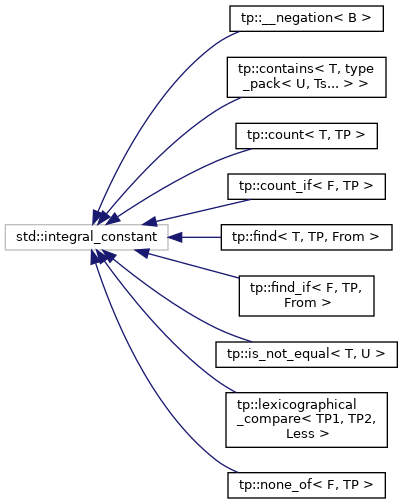 tp::__negation< B >
tp::contains< T, type
_pack< U, Ts... > >
tp::count< T, TP >
tp::count_if< F, TP >
std::integral_constant
tp::find< T, TP, From >
tp::find_if< F, TP,
From >
tp::is_not_equal< T, U >
tp::lexicographical
_compare< TP1, TP2,
Less >
tp::none_of< F, TP >